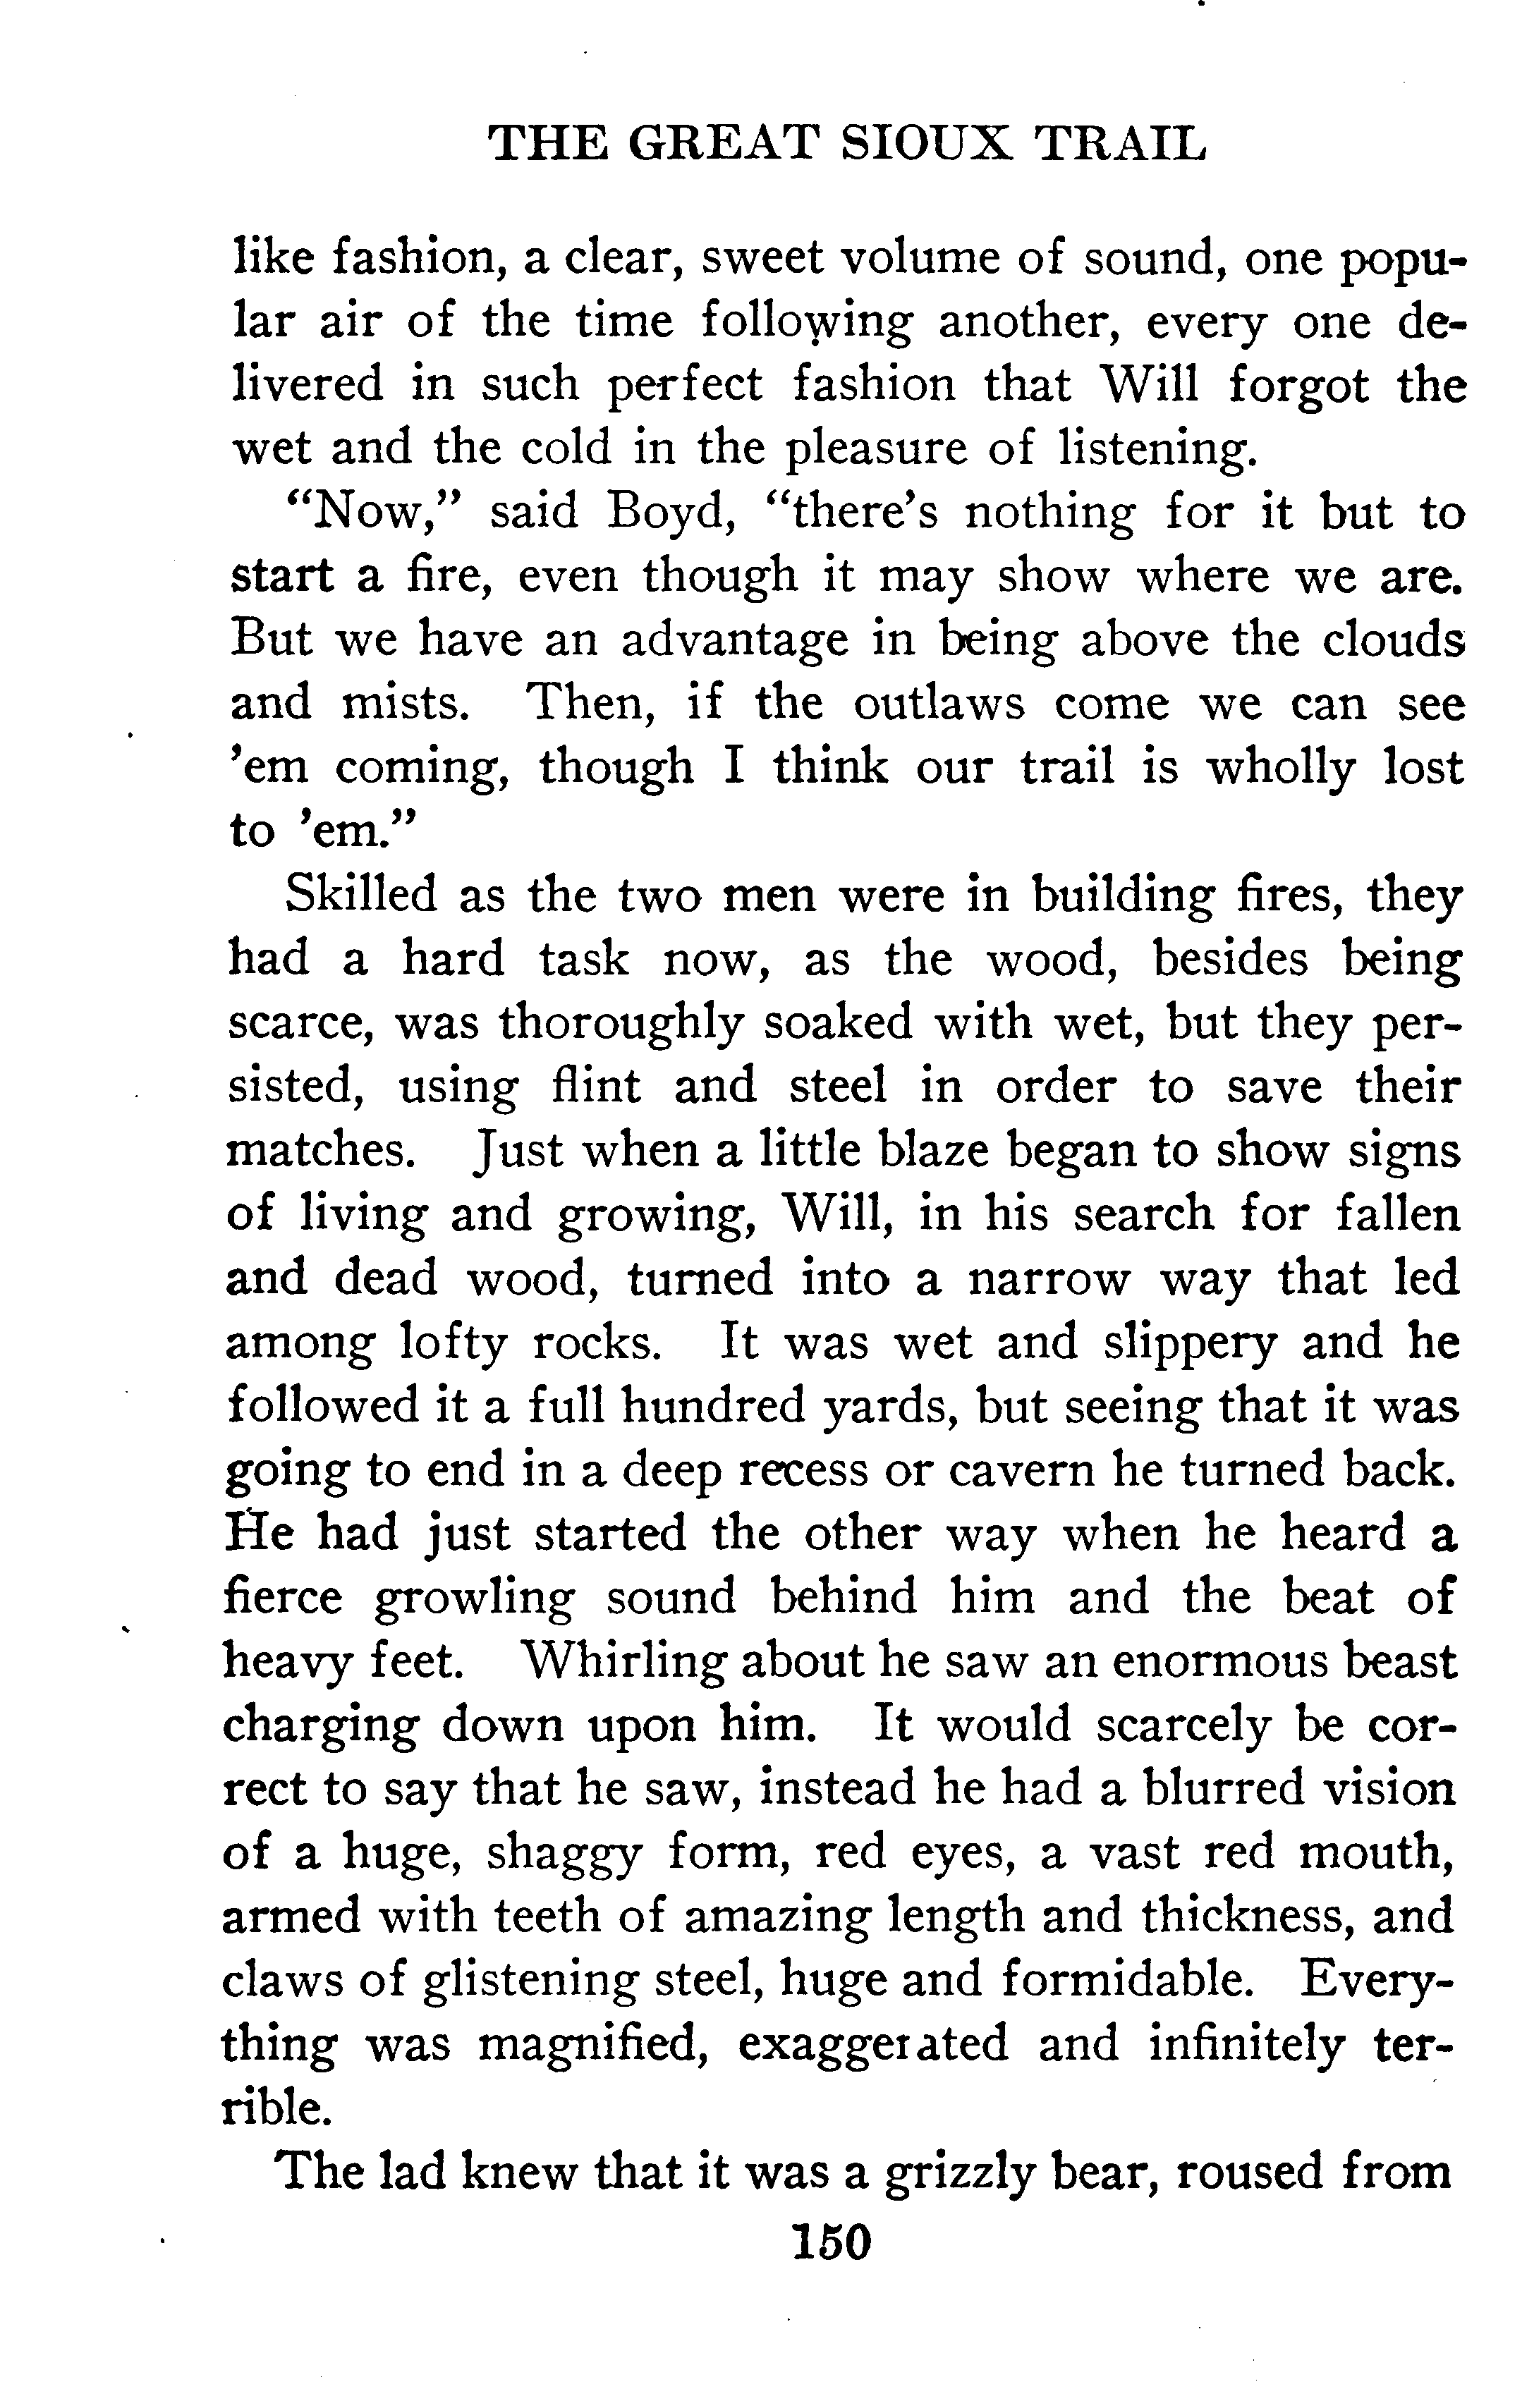 THE GREAT SIOUX TRAIL
like fashion, a clear, sweet volume of sound, one popu-
lar air of the time following another, every one de-
livered in such perfect fashion that Will forgot the
wet and the cold in the pleasure of listening.
"Now," said Boyd, "there's nothing for it but to
start a fire, even though it may show where we are.
But we have an advantage in being above the clouds
and mists. Then, if the outlaws come we can see
'em coming, though I think our trail is wholly lost
to 'em."
Skilled as the two men were in building fires, they
had a hard task now, as the wood, besides being
scarce, was thoroughly soaked with wet, but they per-
sisted, using flint and steel in order to save their
matches. Just when a little blaze began to show signs
of living and growing, Will, in his search for fallen
and dead wood, turned into a narrow way that led
among lofty rocks. It was wet and slippery and he
followed it a full hundred yards, but seeing that it was
going to end in a deep recess or cavern he turned back.
He had just started the other way when he heard a
fierce growling sound behind him and the beat of
heavy feet. Whirling about he saw an enormous beast
charging down upon him. It would scarcely be cor-
rect to say that he saw, instead he had a blurred vision
of a huge, shaggy form, red eyes, a vast red mouth,
armed with teeth of amazing length and thickness, and
claws of glistening steel, huge and formidable. Every-
thing was magnified, exaggerated and infinitely ter-
rible.
The lad knew that it was a grizzly bear, roused from
150